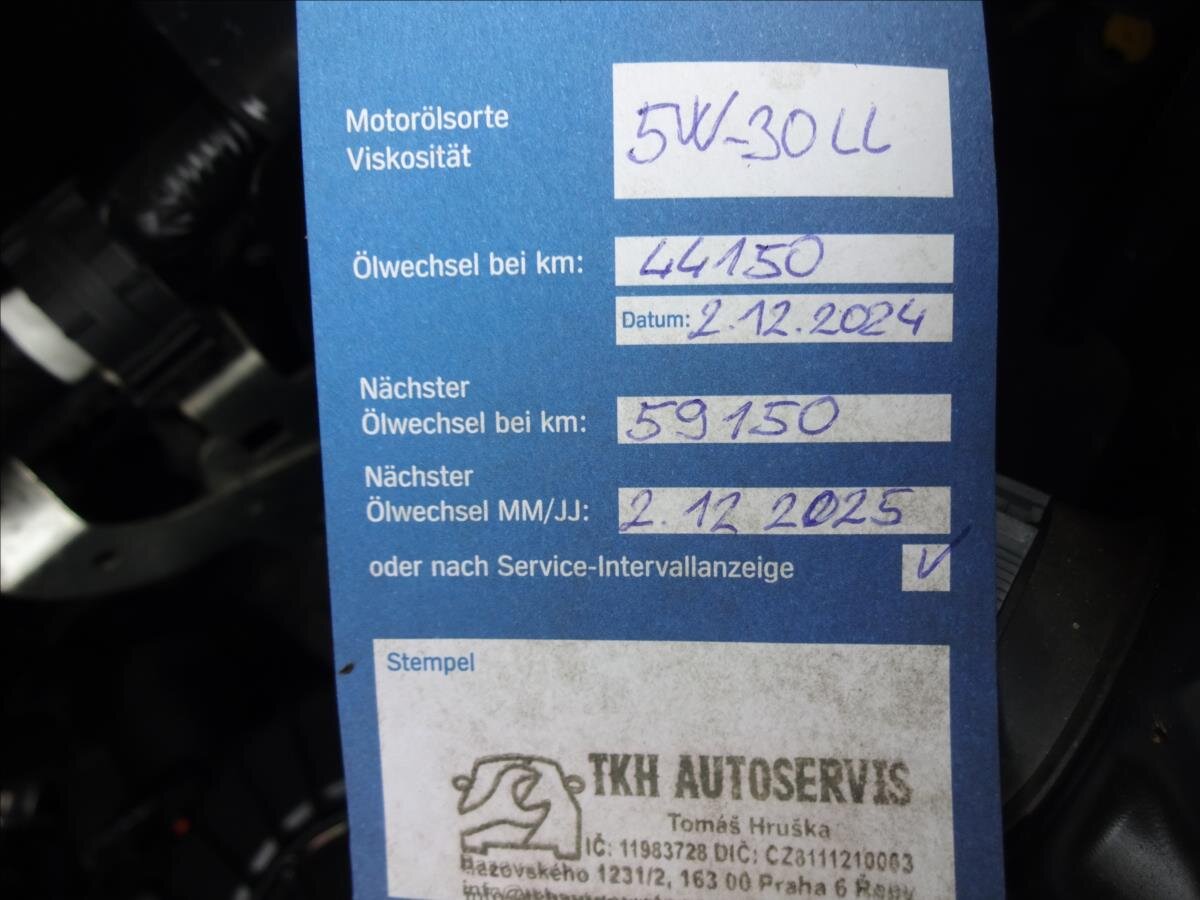 Motorölsorte
Viskosität
5W-30 LL
Ölwechsel bei km: 44150
Datum: 2.12.2024
Nächster
Ölwechsel bei km: 59150
Nächster
Ölwechsel MM/JJ: 2.12 2025
oder nach Service-Intervallanzeige V
Stempel
TKH AUTOSERVIS
Tomáš Hruška
IČ: 11983728 DIČ: CZ8111210063
1231/2, 163 00 Praha 6 Řepy